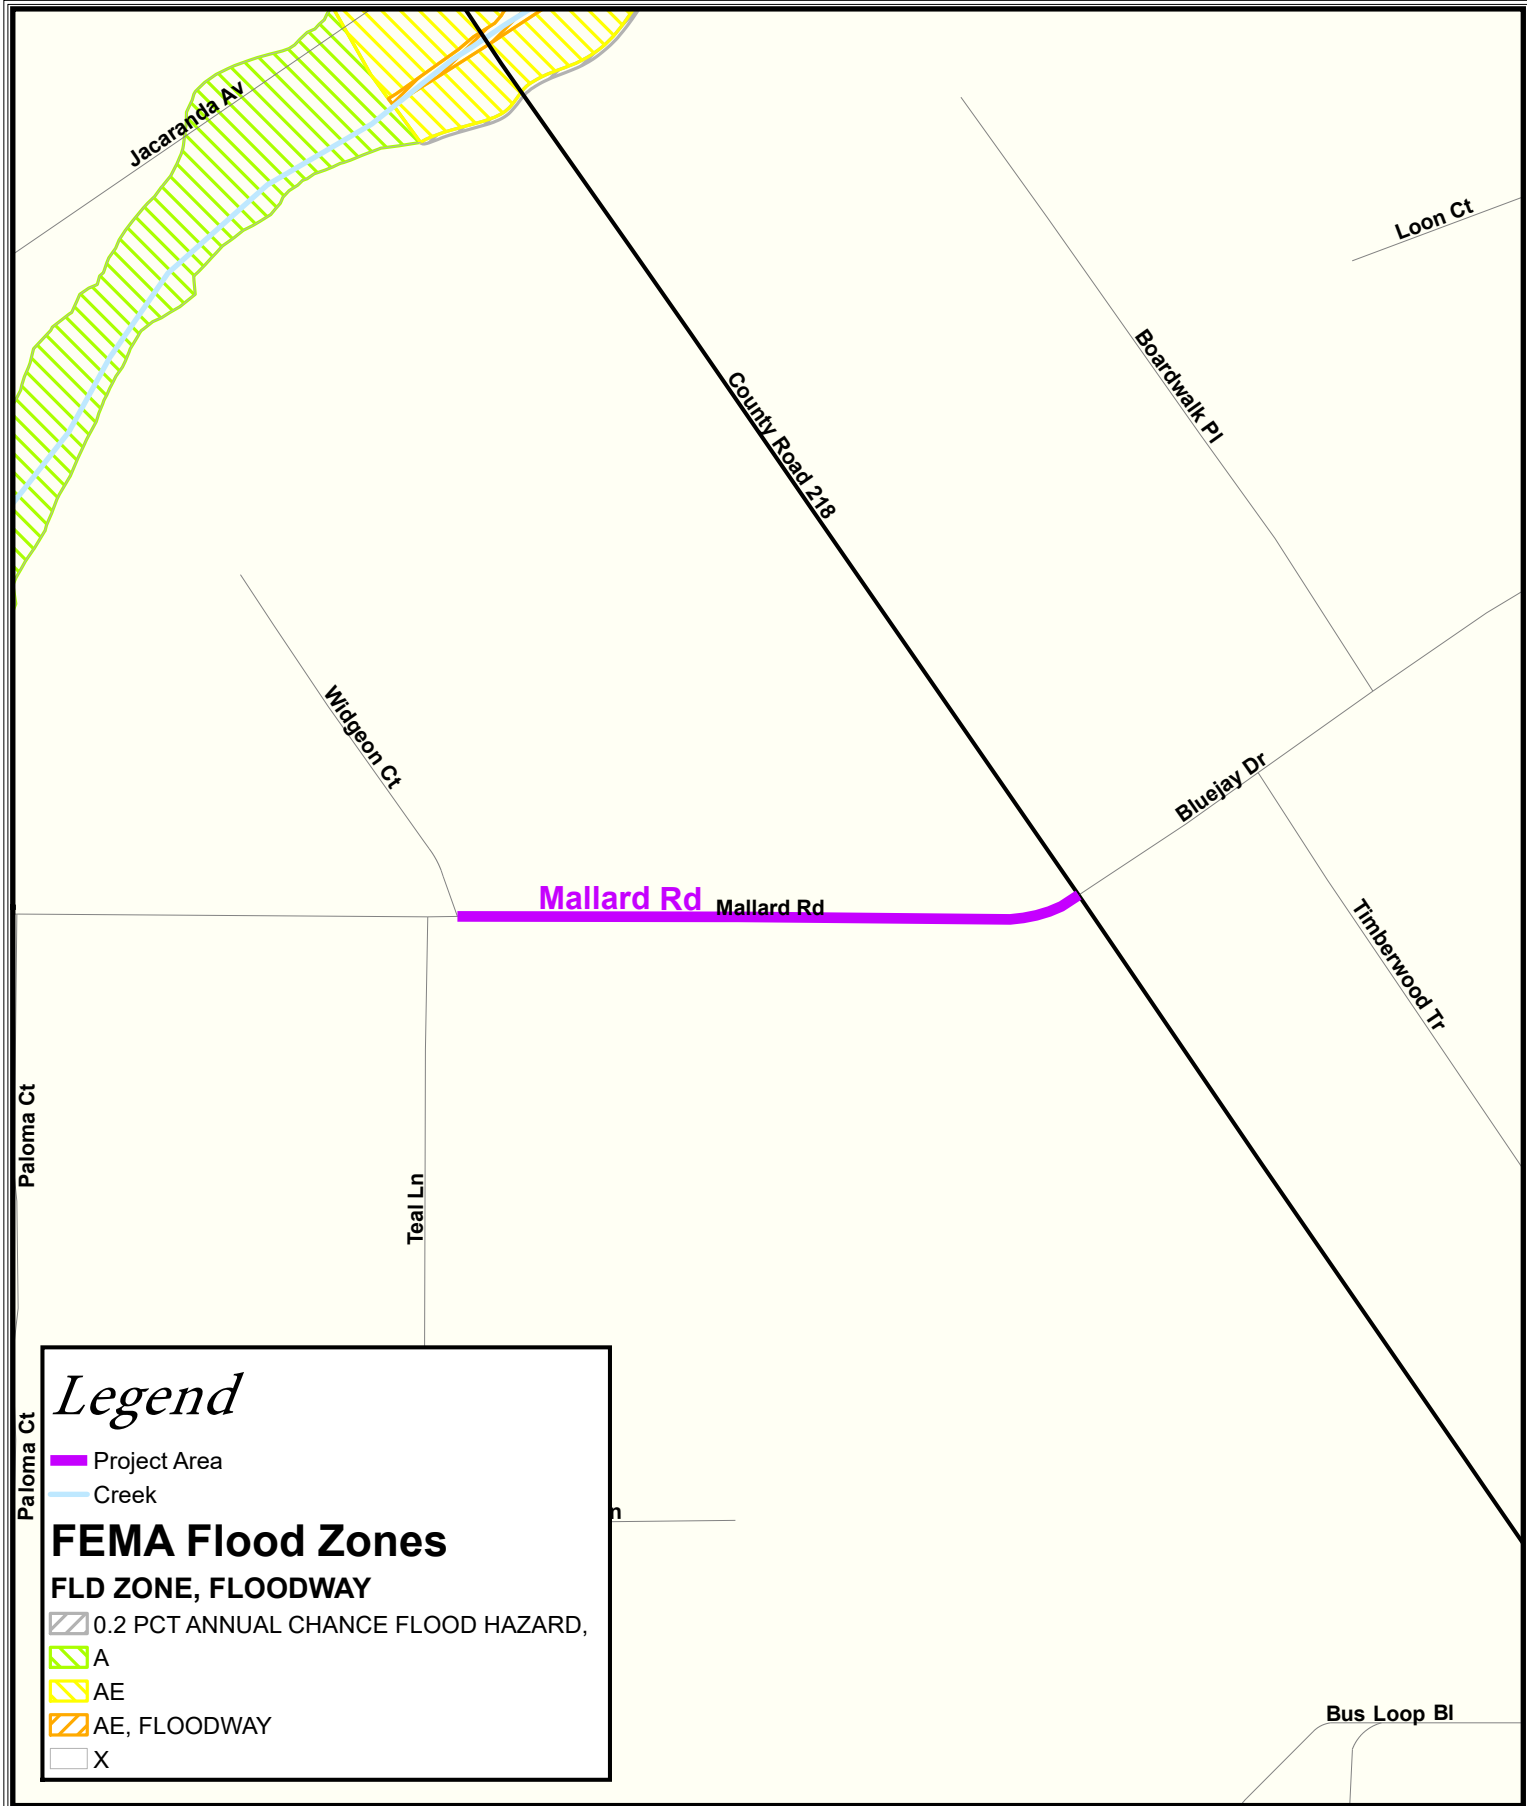 Jacaranda Av
Loon Ct
Boardwalk Pl
County Road 218
Widgeon Ct
Bluejay Dr
Mallard Rd
Mallard Rd
Timberwood Tr
Paloma Ct
Teal Ln
Paloma Ct
Legend
Project Area
Creek
n
FEMA Flood Zones
FLD ZONE, FLOODWAY
0.2 PCT ANNUAL CHANCE FLOOD HAZARD,
A
AE
AE, FLOODWAY
X
Bus Loop Bl